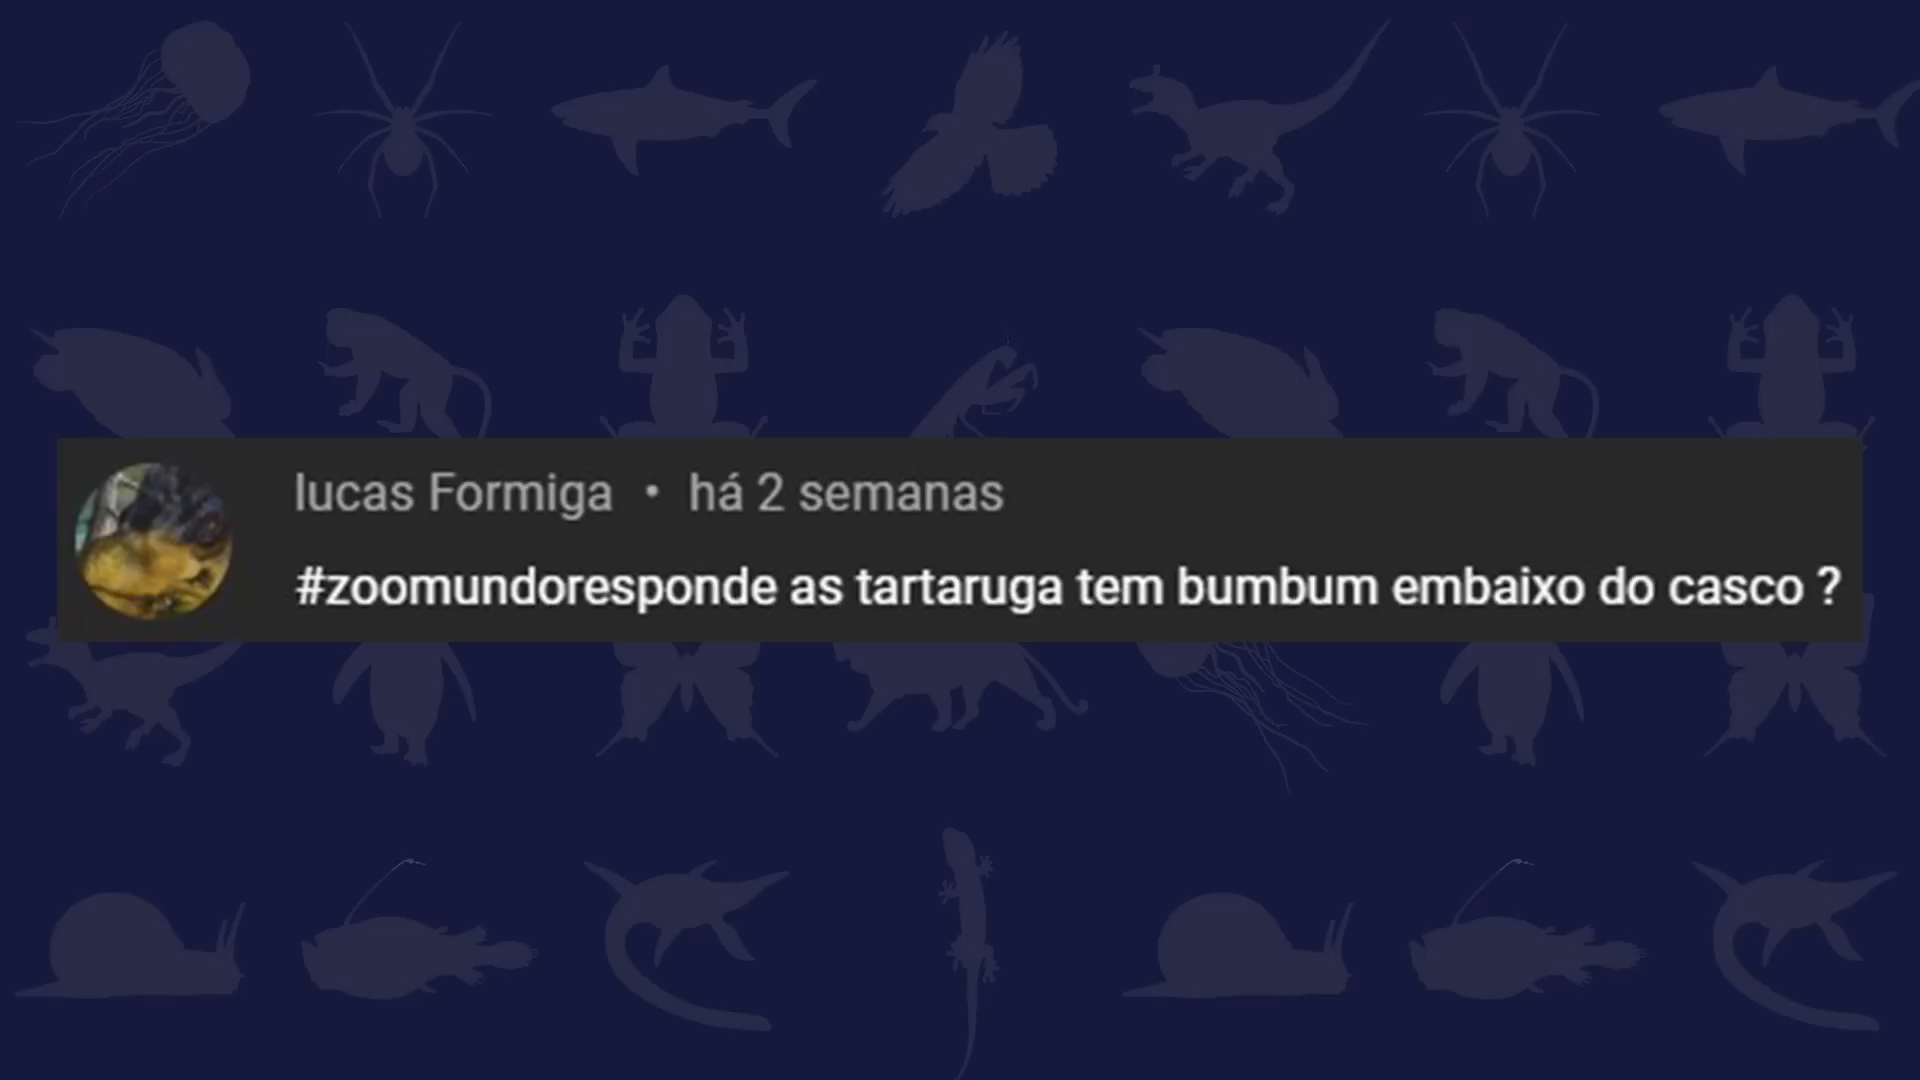 lucas Formiga • há 2 semanas
#zoomundoresponde as tartaruga tem bumbum embaixo do casco ?